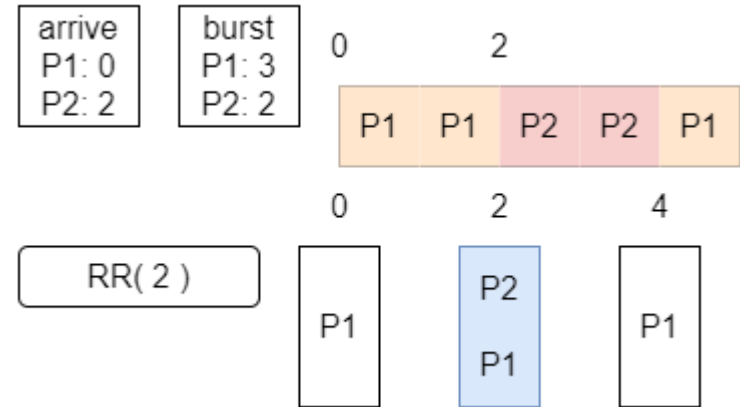 arrive
P1: 0
P2: 2
burst
P1: 3
P2: 2
0 2
P1 P1 P2 P2 P1
0 2 4
RR( 2 )
P1
P2
P1
P1